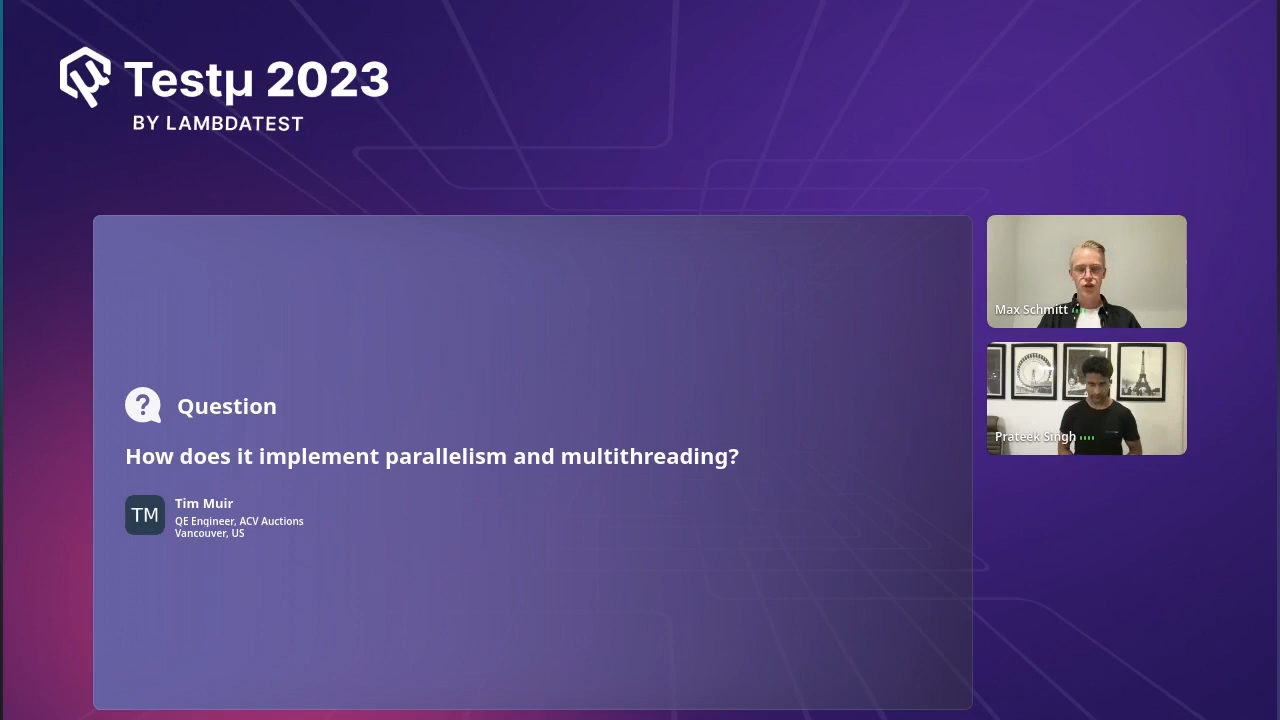 Testμ 2023
BY LAMBDATEST
? Question
How does it implement parallelism and multithreading?
TM
Tim Muir
QE Engineer, ACV Auctions
Vancouver, US
Max Schmitt
Prateek Singh